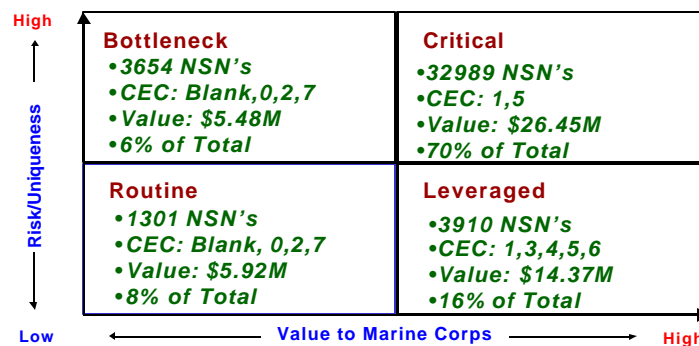 High
Bottleneck
•3654 NSN's
•CEC: Blank,0,2,7
•Value: $5.48M
•6% of Total
Critical
•32989 NSN's
•CEC: 1,5
•Value: $26.45M
•70% of Total
Risk/Uniqueness
Routine
•1301 NSN's
•CEC: Blank, 0,2,7
•Value: $5.92M
•8% of Total
Leveraged
•3910 NSN's
•CEC: 1,3,4,5,6
•Value: $14.37M
•16% of Total
Low
Value to Marine Corps
High